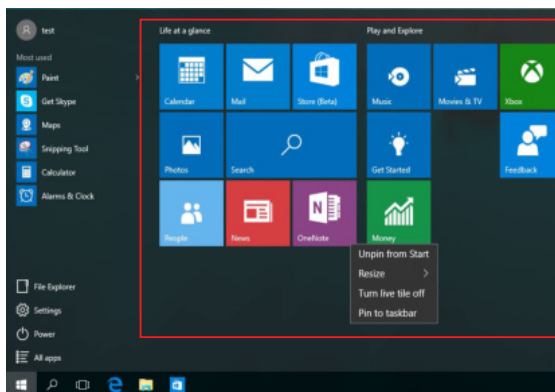 test
Most used
Paint
Get Skype
Maps
Snipping Tool
Calculator
Alarms & Clock
File Explorer
Settings
Power
All apps
Life at a glance
Calendar
Mail
Store (Beta)
Photos
Search
People
News
OneNote
Play and Explore
Music
Movies & TV
Xbox
Get Started
Feedback
Money
Unpin from Start
Resize
Turn live tile off
Pin to taskbar